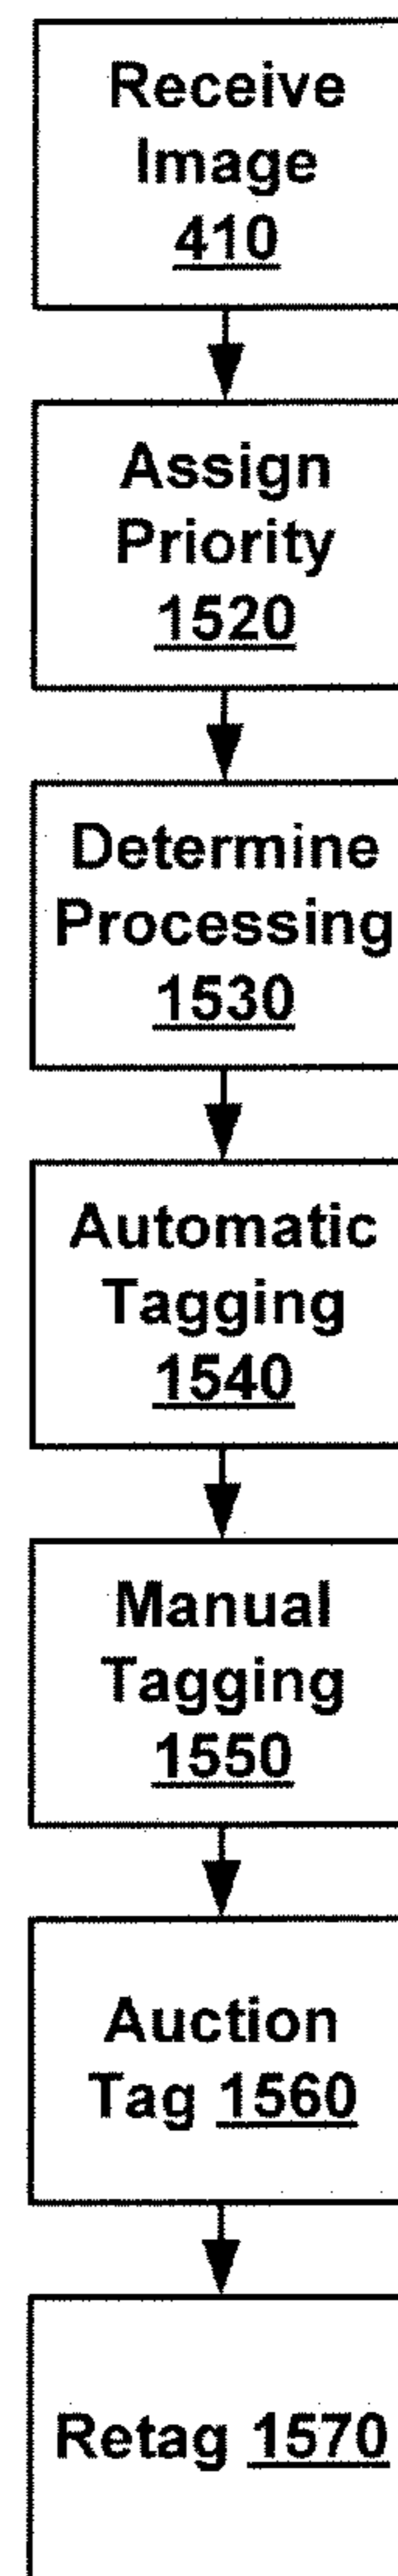 Receive
Image
410
Assign
Priority
1520
Determine
Processing
1530
Automatic
Tagging
1540
Manual
Tagging
1550
Auction
Tag 1560
Retag 1570